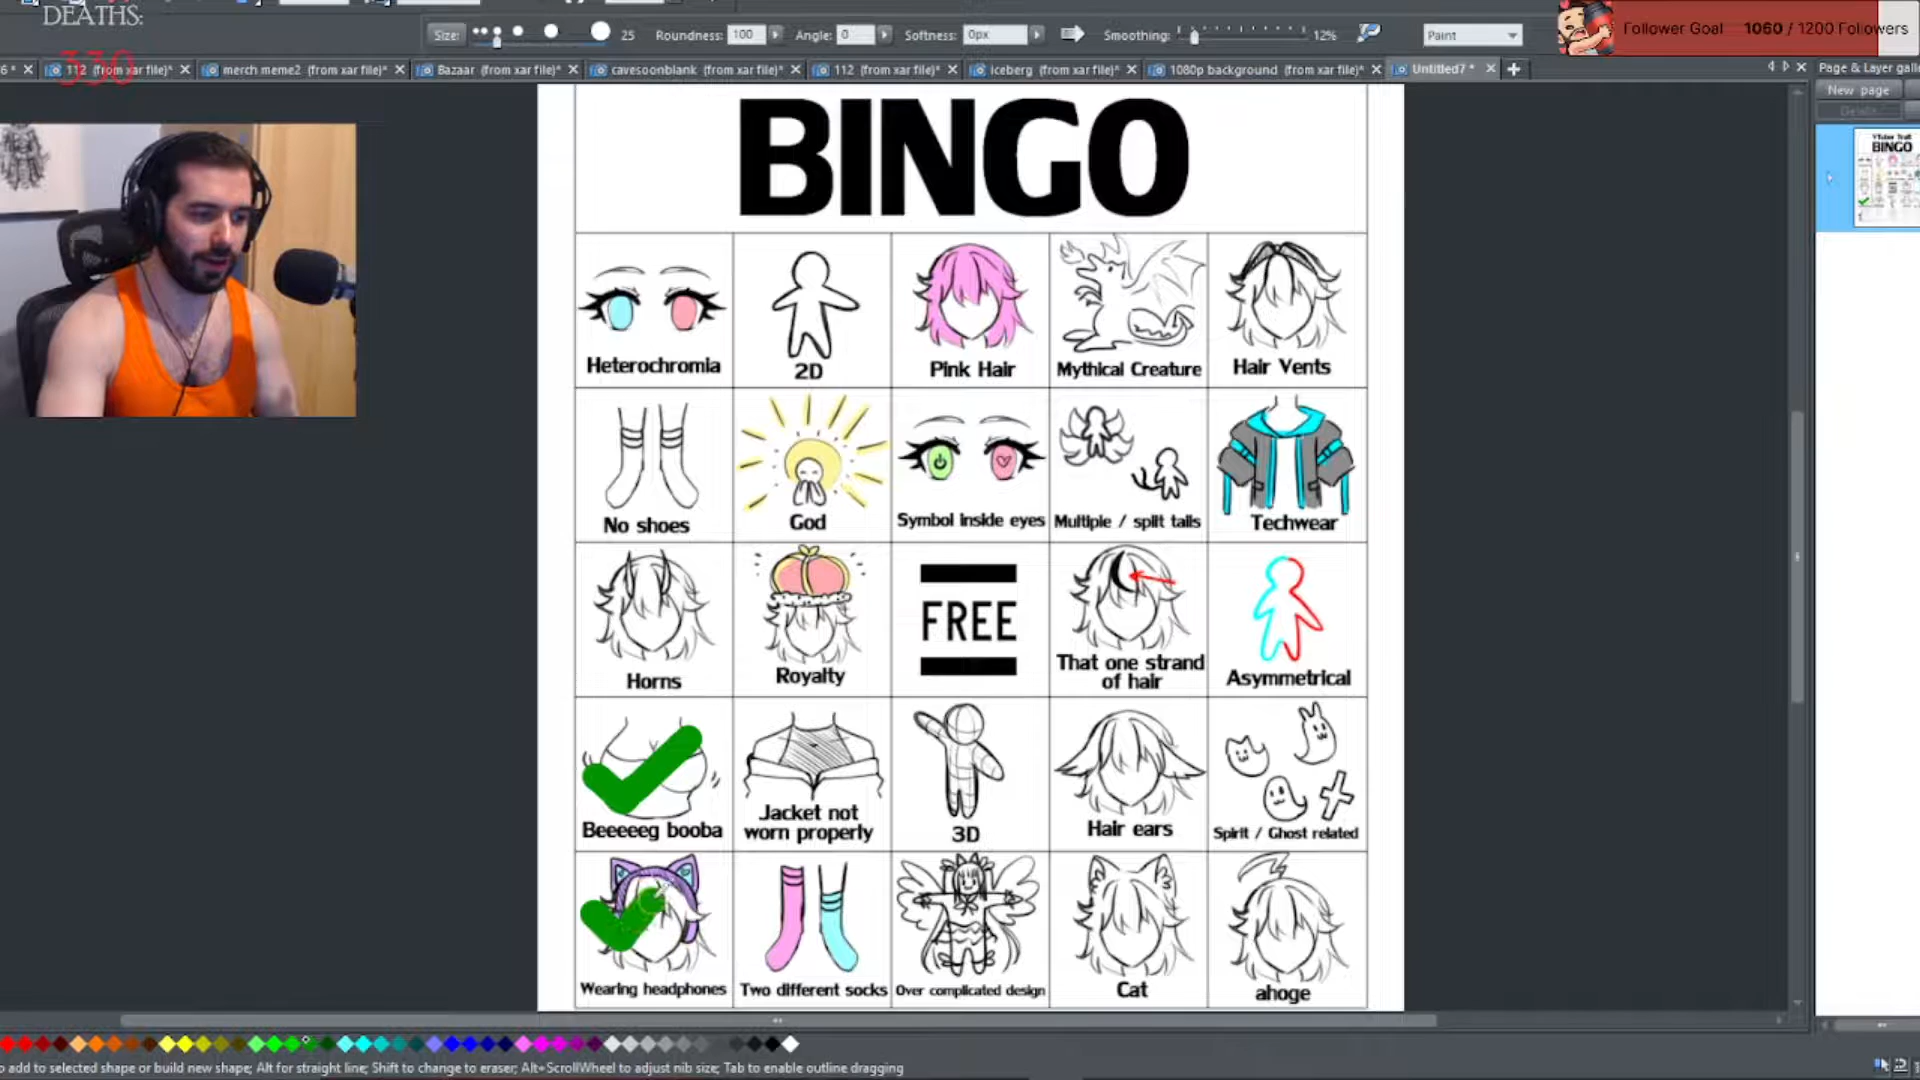 DEATHS:
330
Size:
25
Roundness: 100
Angle: 0
Softness: 0px
Smoothing:
12%
Paint
Follower Goal 1060 / 1200 Followers
6 *
112 (from xar file)*
merch meme2 (from xar file)*
Bazaar (from xar file)*
cavesoonblank (from xar file)*
112 (from xar file)*
iceberg (from xar file)*
1080p background (from xar file)*
Untitled7 *
Page & Layer galle
New page
Delete
VTuber Trait
BINGO
BINGO
Heterochromia
2D
Pink Hair
Mythical Creature
Hair Vents
No shoes
God
Symbol inside eyes
Multiple / split tails
Techwear
Horns
Royalty
FREE
That one strand
of hair
Asymmetrical
Beeeeeg booba
Jacket not
worn properly
3D
Hair ears
Spirit / Ghost related
Wearing headphones
Two different socks
Over complicated design
Cat
ahoge
o add to selected shape or build new shape; Alt for straight line; Shift to change to eraser; Alt+ScrollWheel to adjust nib size; Tab to enable outline dragging